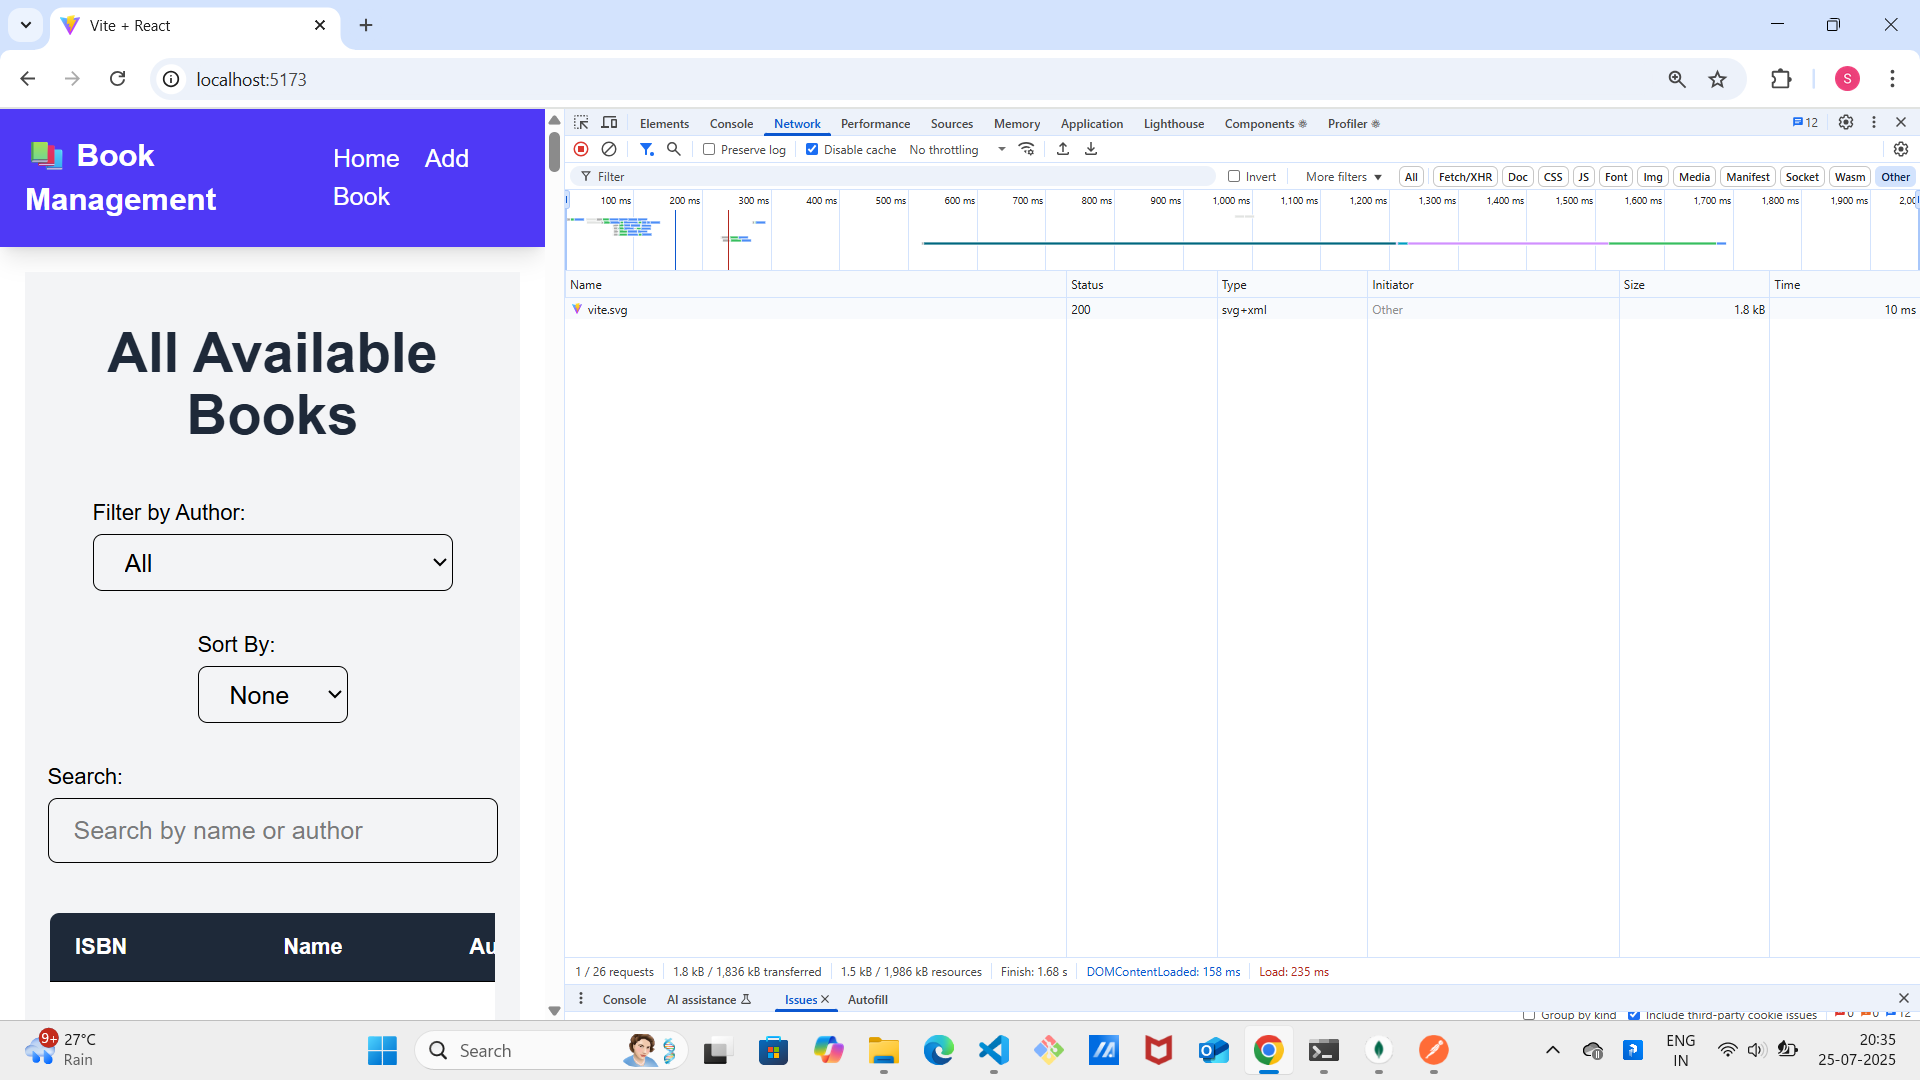 Vite + React
localhost:5173
S
Book Management
Home Add Book
All Available Books
Filter by Author:
All
Sort By:
None
Search:
Search by name or author
ISBN Name Au
Elements Console Network Performance Sources Memory Application Lighthouse Components Profiler 12
Preserve log Disable cache No throttling
Filter Invert More filters All Fetch/XHR Doc CSS JS Font Img Media Manifest Socket Wasm Other
100 ms 200 ms 300 ms 400 ms 500 ms 600 ms 700 ms 800 ms 900 ms 1,000 ms 1,100 ms 1,200 ms 1,300 ms 1,400 ms 1,500 ms 1,600 ms 1,700 ms 1,800 ms 1,900 ms 2,00
Name Status Type Initiator Size Time
vite.svg 200 svg+xml Other 1.8 kB 10 ms
1 / 26 requests 1.8 kB / 1,836 kB transferred 1.5 kB / 1,986 kB resources Finish: 1.68 s DOMContentLoaded: 158 ms Load: 235 ms
Console AI assistance Issues Autofill
Group by kind Include third-party cookie issues 0 0 12
9+ 27°C
Rain
Search
ENG
IN
20:35
25-07-2025